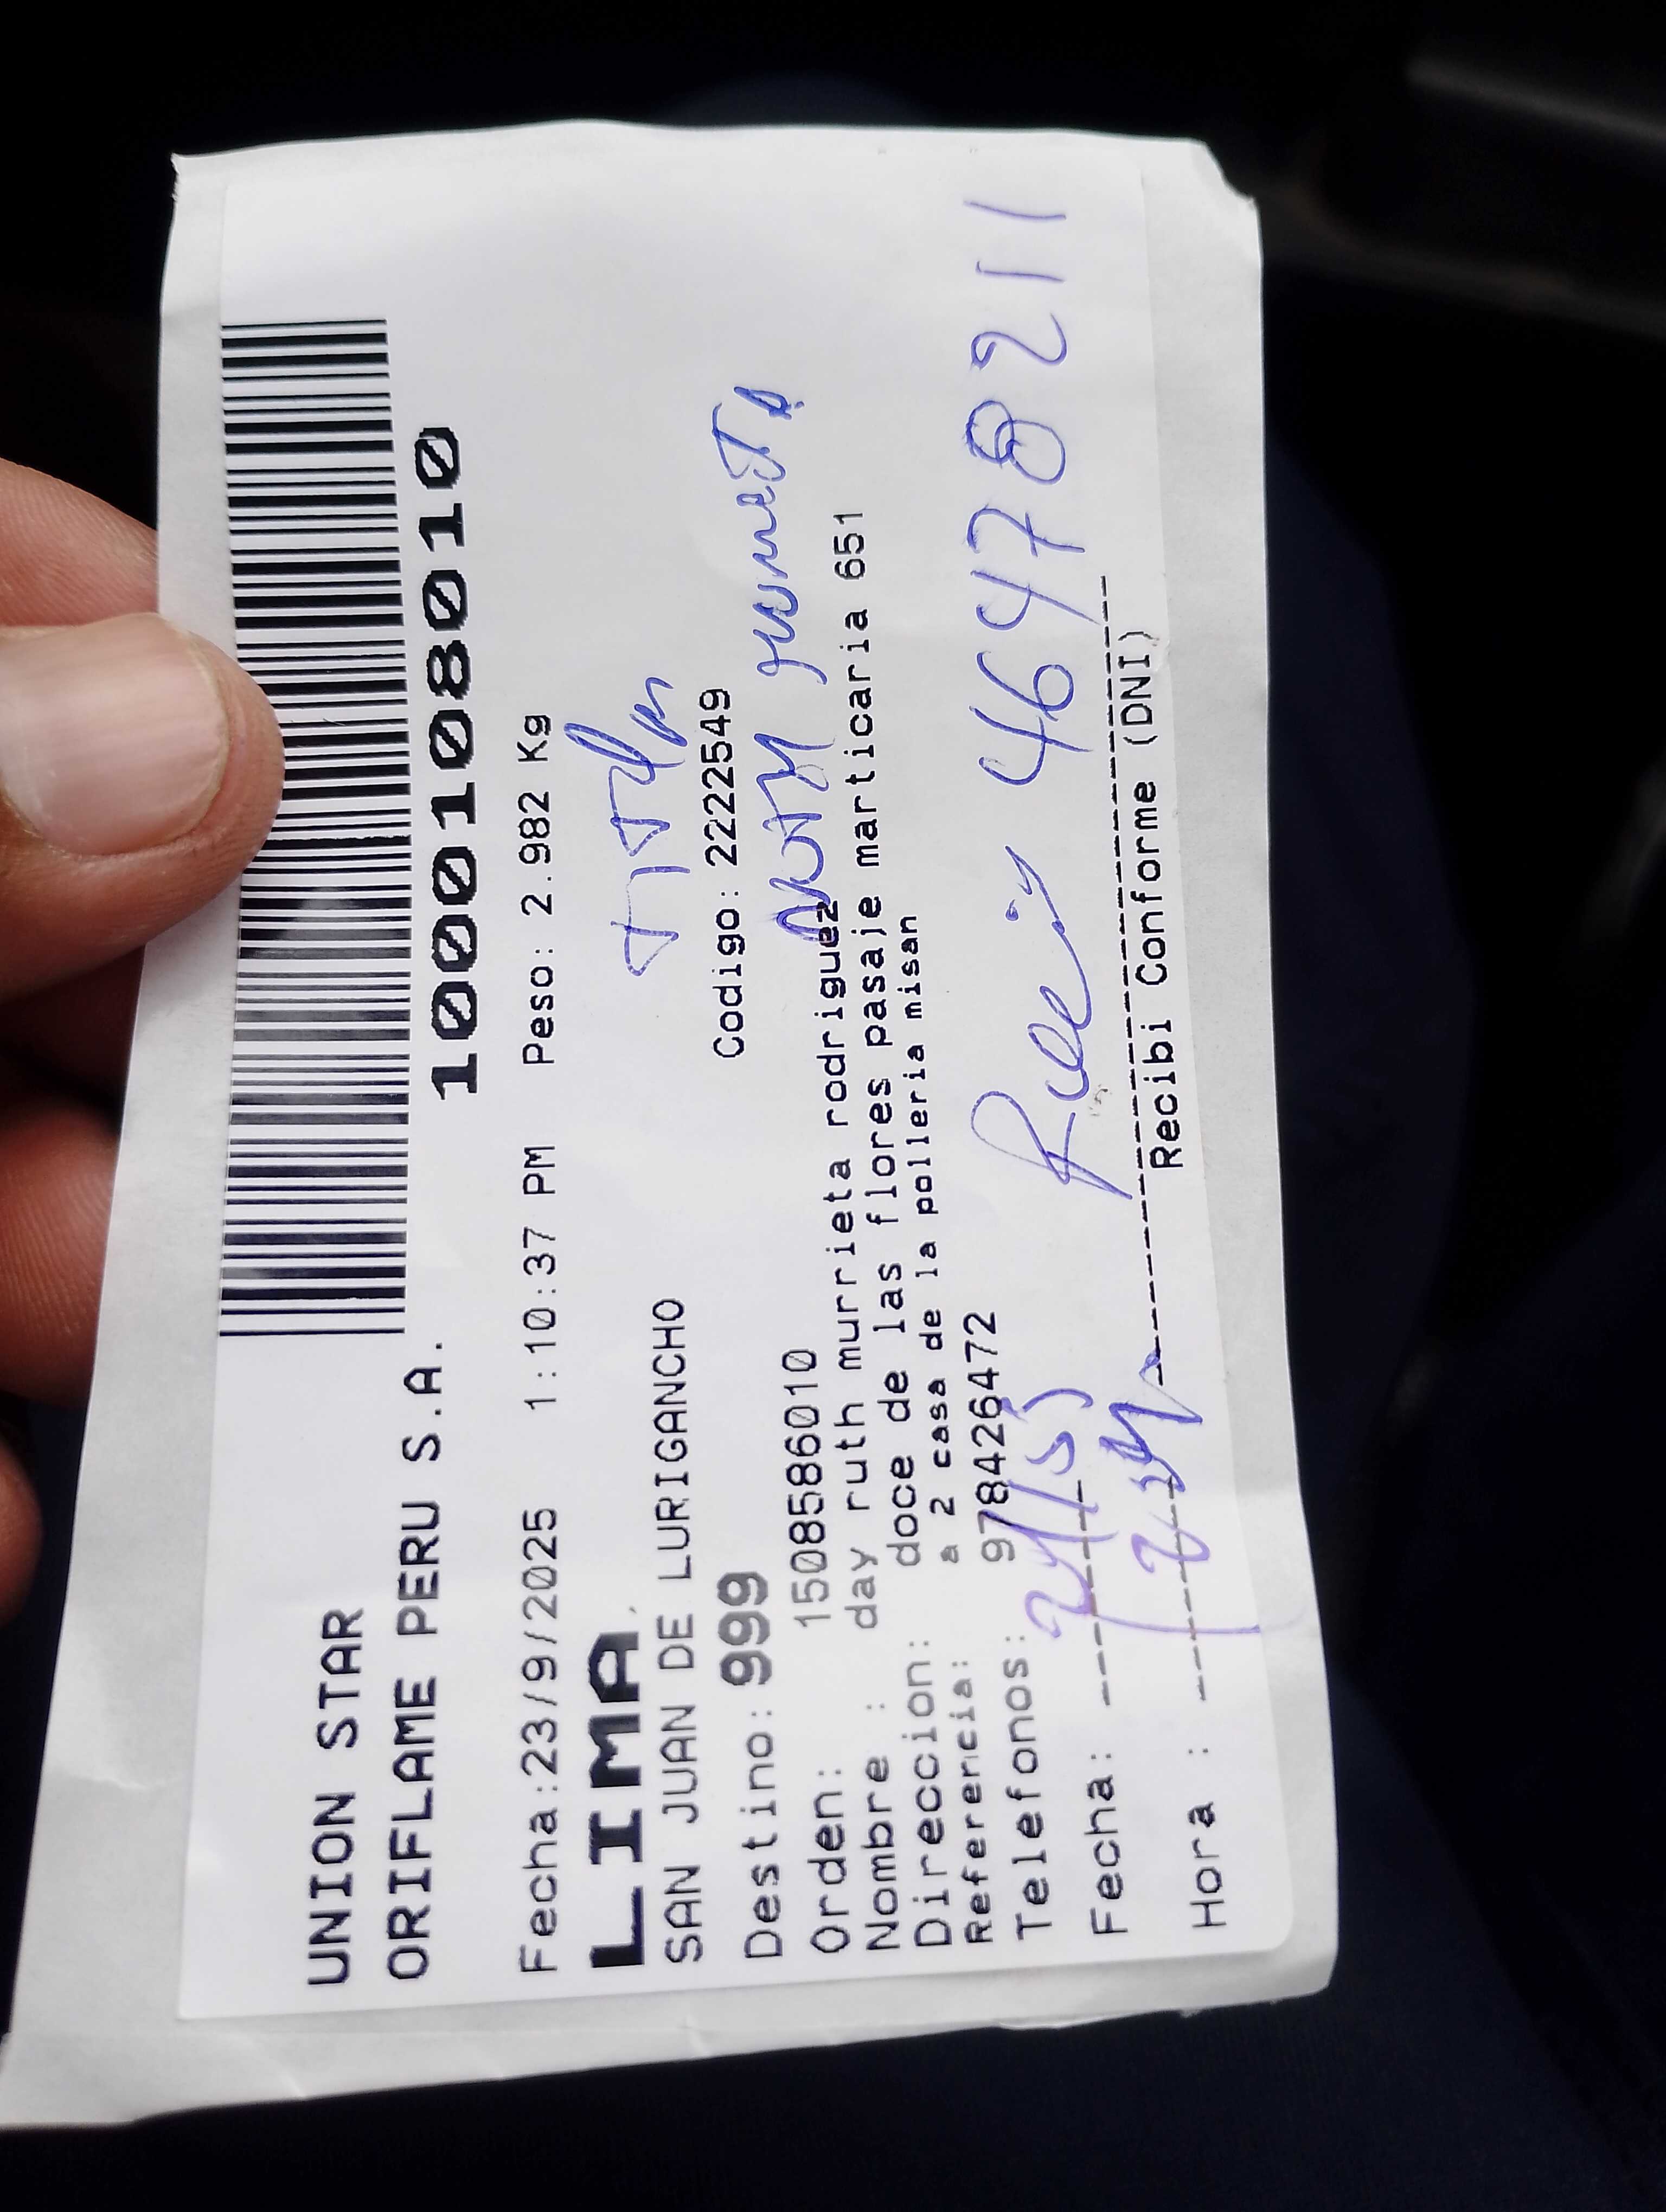 UNION STAR
ORIFLAME PERU S.A.
1000108010
Fecha:23/9/2025 1:10:37 PM Peso: 2.982 Kg
LIMA
SAN JUAN DE LURIGANCHO
Destino: 999 Codigo: 2222549
Orden: 1508586010
Nombre : day ruth murrieta rodriguez
Direccion: doce de las flores pasaje marticaria 651
Referencia: a 2 casa de la polleria misan
Telefonos: 978426472
46478211
Fecha:
Recibi Conforme (DNI)
Hora :